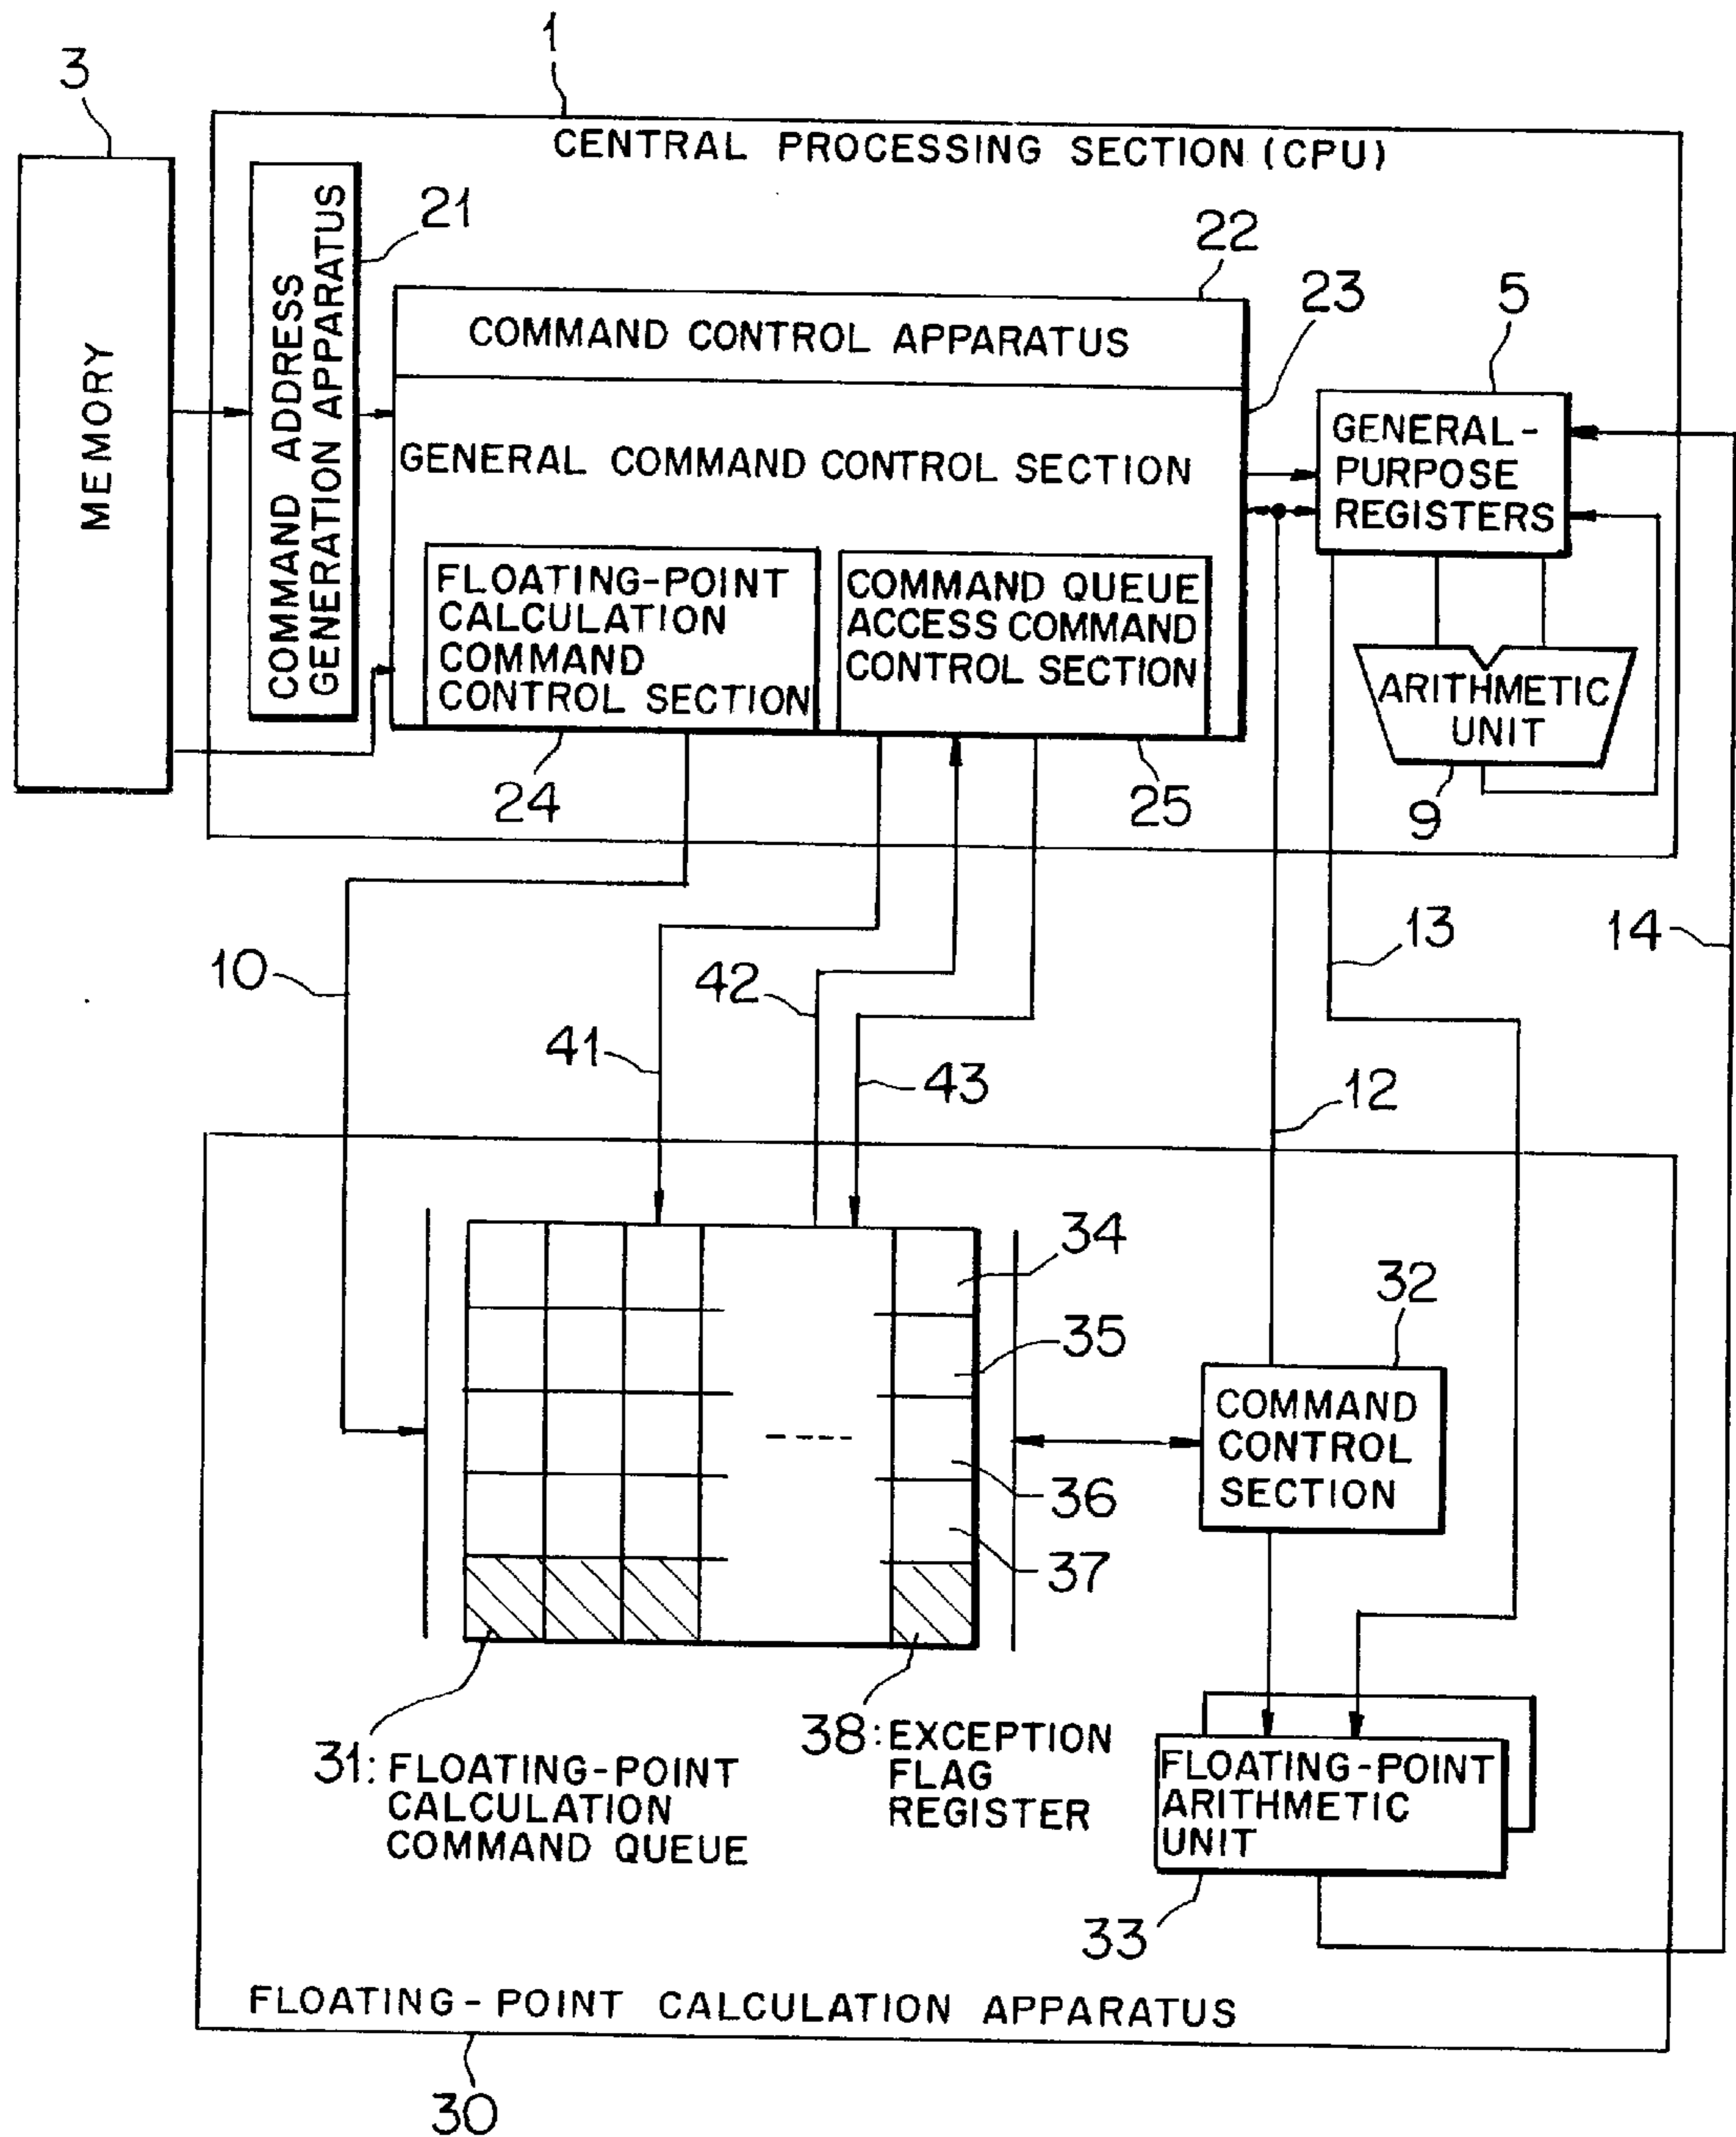 1
3
CENTRAL PROCESSING SECTION (CPU)
MEMORY
COMMAND ADDRESS
GENERATION APPARATUS
21
22
23
5
COMMAND CONTROL APPARATUS
GENERAL COMMAND CONTROL SECTION
GENERAL-
PURPOSE
REGISTERS
FLOATING-POINT
CALCULATION
COMMAND
CONTROL SECTION
COMMAND QUEUE
ACCESS COMMAND
CONTROL SECTION
ARITHMETIC
UNIT
24
25
9
10
41
42
43
13
14
12
34
35
36
37
32
COMMAND
CONTROL
SECTION
31: FLOATING-POINT
CALCULATION
COMMAND QUEUE
38: EXCEPTION
FLAG
REGISTER
FLOATING-POINT
ARITHMETIC
UNIT
33
FLOATING-POINT CALCULATION APPARATUS
30